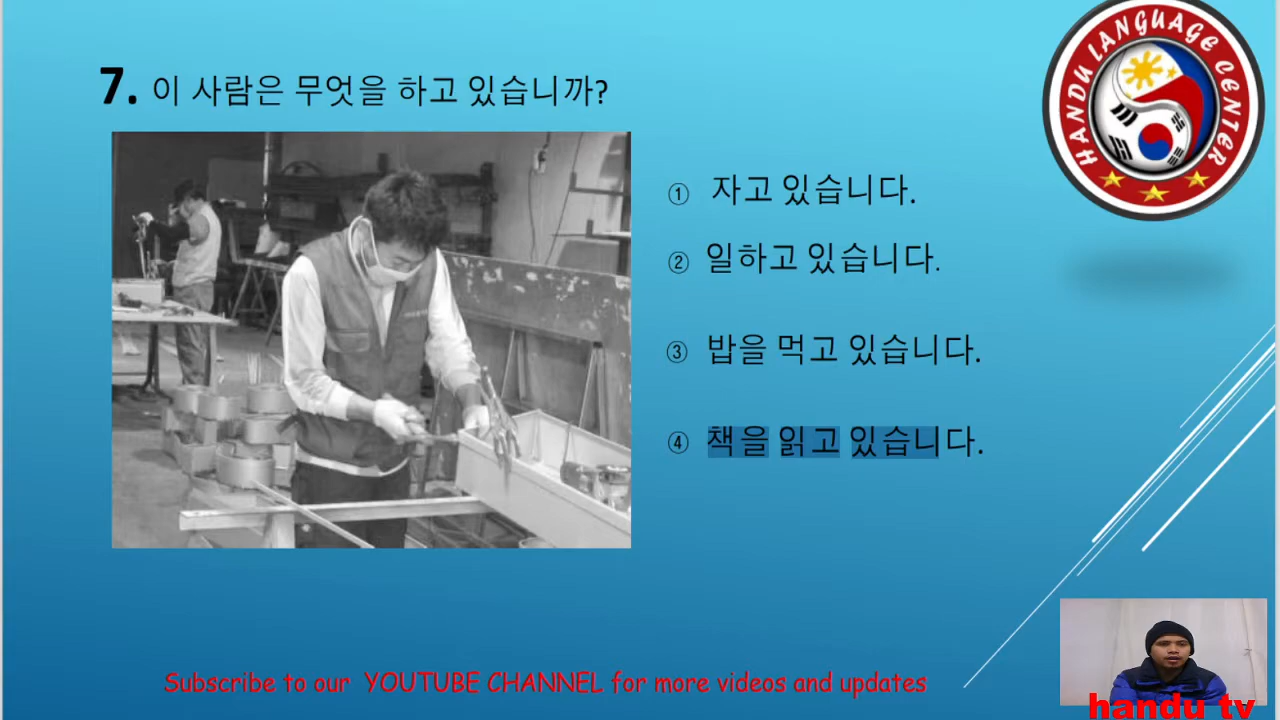 7. 이 사람은 무엇을 하고 있습니까?
① 자고 있습니다.
② 일하고 있습니다.
③ 밥을 먹고 있습니다.
④ 책을 읽고 있습니다.
HANDU LANGUAGE CENTER
Subscribe to our YOUTUBE CHANNEL for more videos and updates
handu tv